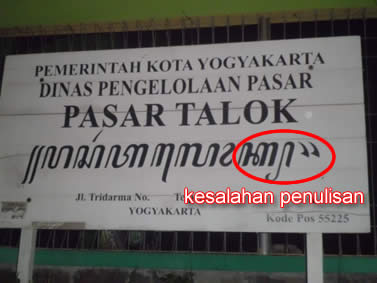 PEMERINTAH KOTA YOGYAKARTA
DINAS PENGELOLAAN PASAR
PASAR TALOK
kesalahan penulisan
Jl. Tridarma No.
YOGYAKARTA
Kode Pos 55225